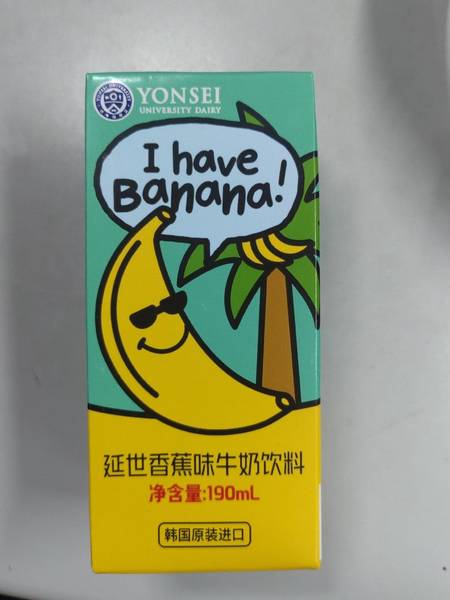 YONSEI
UNIVERSITY DAIRY
I have
Banana!
延世香蕉味牛奶饮料
净含量:190mL
韩国原装进口